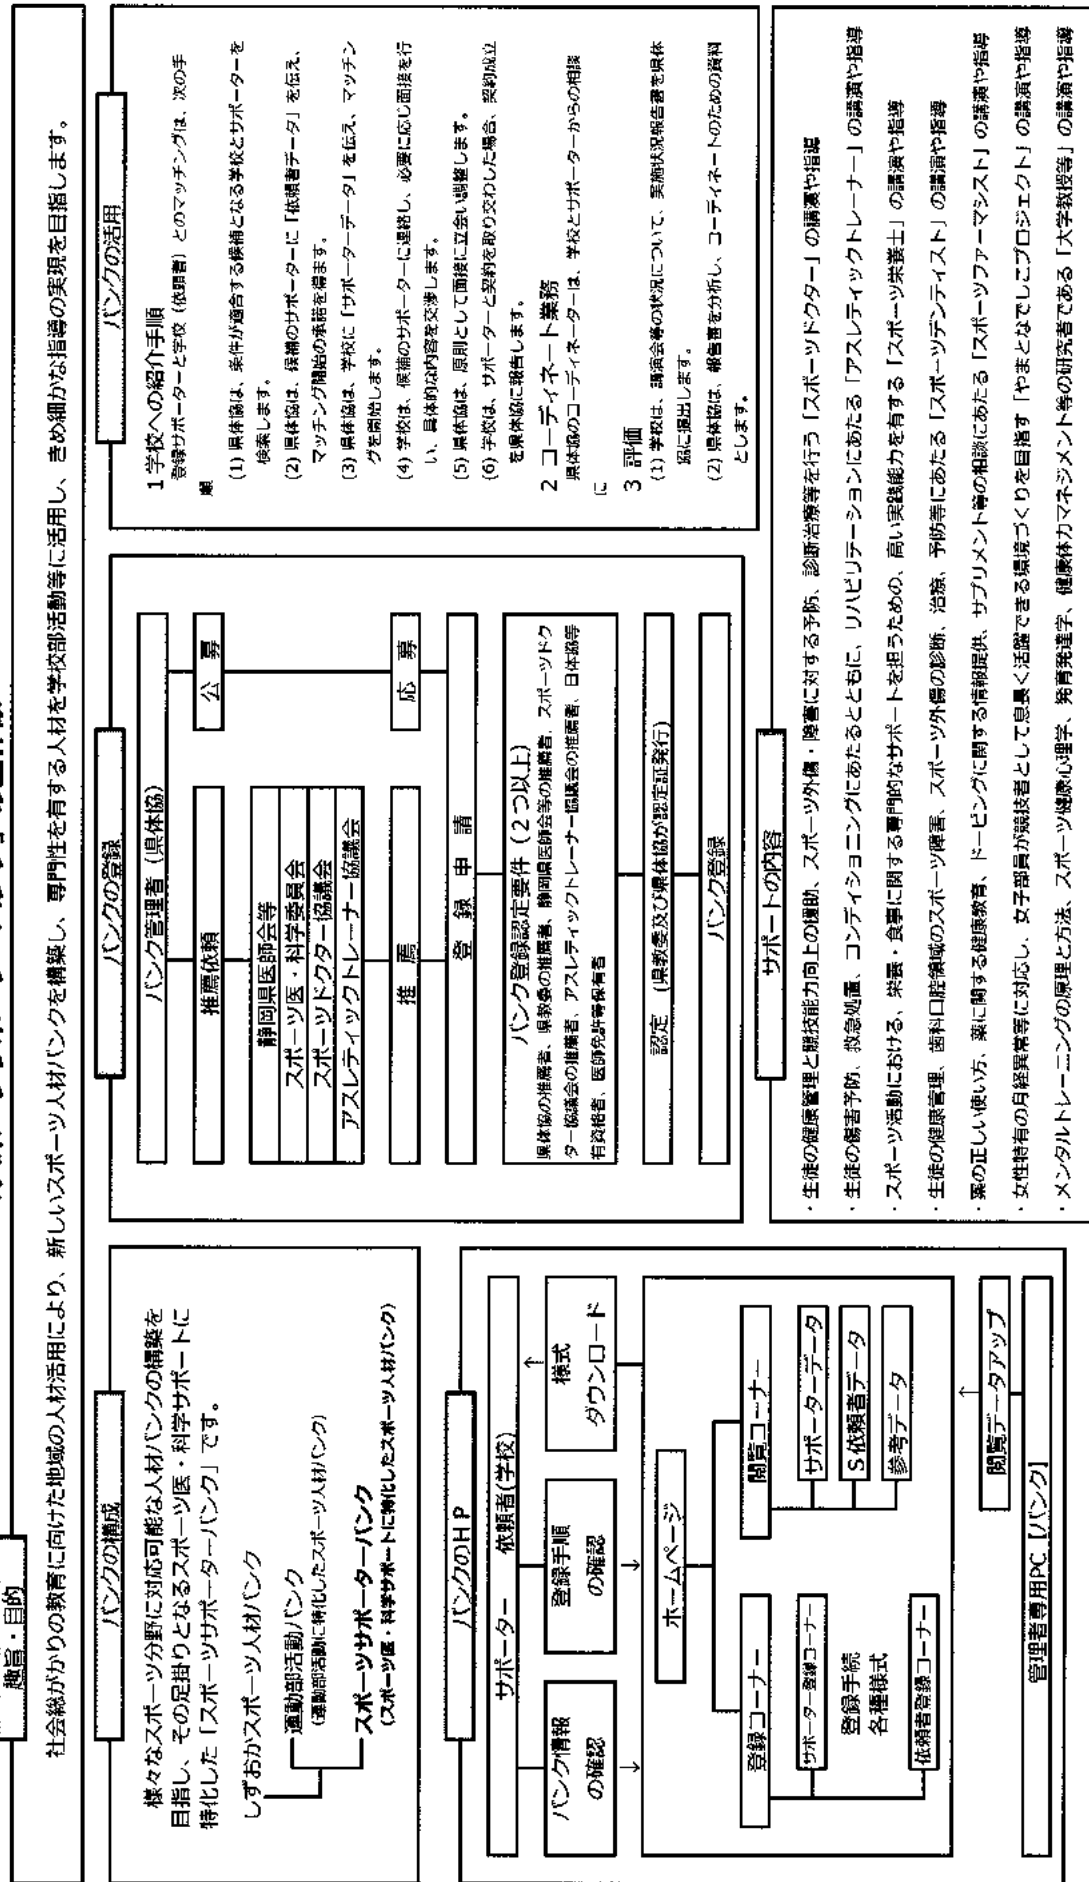 趣旨・目的
社会総がかりの教育に向けた地域の人材活用により、新しいスポーツ人材バンクを構築し、専門性を有する人材を学校部活動等に活用し、きめ細かな指導の実現を目指します。
バンクの構成
様々なスポーツ分野に対応可能な人材バンクの構築を
目指し、その足掛りとなるスポーツ医・科学サポートに
特化した「スポーツサポーターバンク」です。
しずおかスポーツ人材バンク
運動部活動バンク
(運動部活動に特化したスポーツ人材バンク)
スポーツサポーターバンク
(スポーツ医・科学サポートに特化したスポーツ人材バンク)
バンクの登録
バンク管理者(県体協)
推薦依頼
公　募
静岡県医師会等
スポーツ医・科学委員会
スポーツドクター協議会
アスレティックトレーナー協議会
推　薦
応　募
登　録　申　請
バンク登録認定要件(2つ以上)
県体協の推薦者、県教委の推薦者、静岡県医師会等の推薦者、スポーツドク
ター協議会の推薦者、アスレティックトレーナー協議会の推薦者、日体協等
有資格者、医師免許等保有者
認定　(県教委及び県体協が認定証発行)
バンク登録
バンクの活用
1 学校への紹介手順
登録サポーターと学校(依頼者)とのマッチングは、次の手
順
(1) 県体協は、条件が適合する候補となる学校とサポーターを
検索します。
(2) 県体協は、候補のサポーターに「依頼者データ」を伝え、
マッチング開始の承諾を得ます。
(3) 県体協は、学校に「サポーターデータ」を伝え、マッチン
グを開始します。
(4) 学校は、候補のサポーターに連絡し、必要に応じ面接を行
い、具体的な内容を交渉します。
(5) 県体協は、原則として面接に立会い調整します。
(6) 学校は、サポーターと契約を取り交わした場合、契約成立
を県体協に報告します。
2 コーディネート業務
県体協のコーディネーターは、学校とサポーターからの相談
に
3 評価
(1) 学校は、講演会等の状況について、実施状況報告書を県体
協に提出します。
(2) 県体協は、報告書を分析し、コーディネートのための資料
とします。
バンクのHP
サポーター　依頼者(学校)
バンク情報
の確認
↓
登録手順
の確認
↓
様式
ダウンロード
↑
ホームページ
登録コーナー
サポーター登録コーナー
登録手続
各種様式
依頼者登録コーナー
閲覧コーナー
サポーターデータ
S依頼者データ
参考データ
↑
閲覧データアップ
管理者専用PC【バンク】
サポートの内容
・生徒の健康管理と競技能力向上の援助、スポーツ外傷・障害に対する予防、診断治療等を行う「スポーツドクター」の講演や指導
・生徒の傷害予防、救急処置、コンディショニングにあたるとともに、リハビリテーションにあたる「アスレティックトレーナー」の講演や指導
・スポーツ活動における、栄養・食事に関する専門的なサポートを担うための、高い実践能力を有する「スポーツ栄養士」の講演や指導
・生徒の健康管理、歯科口腔領域のスポーツ障害、スポーツ外傷の診断、治療、予防等にあたる「スポーツデンティスト」の講演や指導
・薬の正しい使い方、薬に関する健康教育、ドーピングに関する情報提供、サプリメント等の相談にあたる「スポーツファーマシスト」の講演や指導
・女性特有の月経異常等に対応し、女子部員が競技者として息長く活躍できる環境づくりを目指す「やまとなでしこプロジェクト」の講演や指導
・メンタルトレーニングの原理と方法、スポーツ健康心理学、発育発達学、健康体力マネジメント等の研究者である「大学教授等」の講演や指導